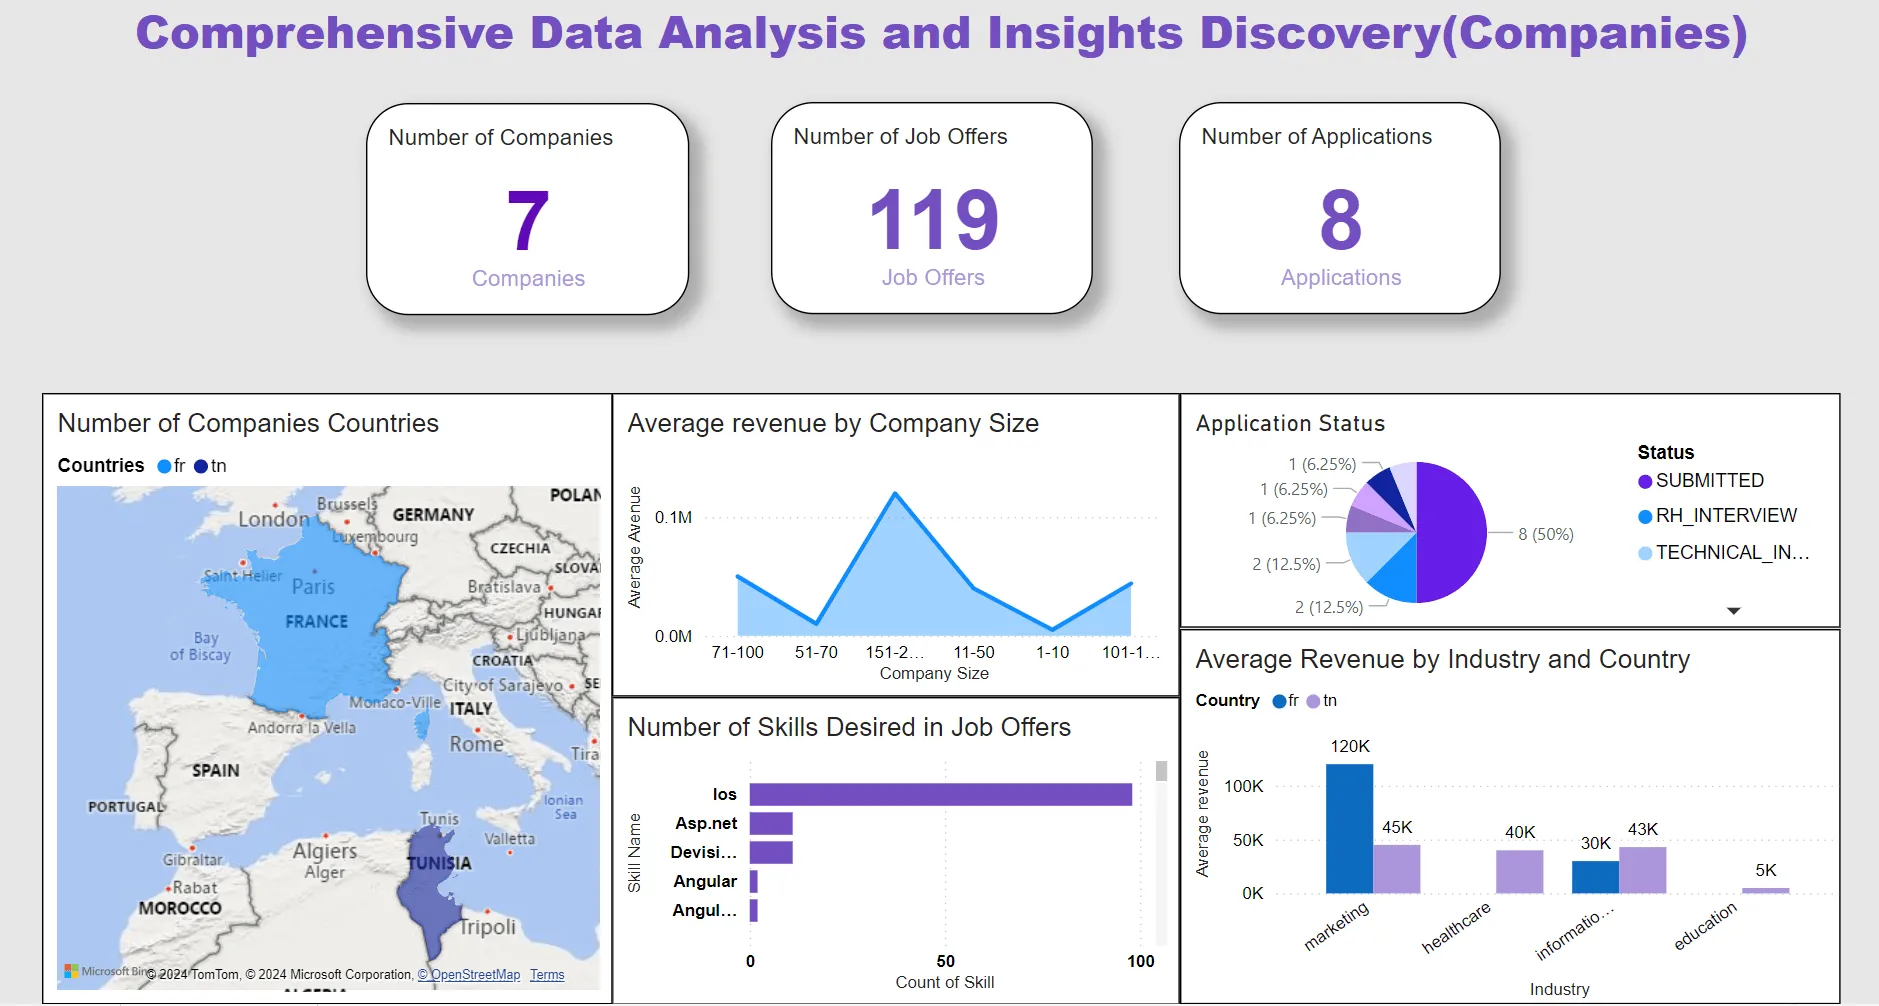 Comprehensive Data Analysis and Insights Discovery(Companies)
Number of Companies
7
Companies
Number of Job Offers
119
Job Offers
Number of Applications
8
Applications
Number of Companies Countries
Countries fr tn
London
Brussels
GERMANY
POLAN
Luxembourg
CZECHIA
SLOVA
Saint Helier
Paris
Bratislava
FRANCE
HUNGAR
Ljubljana
Bay
of Biscay
CROATIA
City of Sarajevo
SE
Monaco-Ville
ITALY
Andorra la Vella
Rome
Tira
SPAIN
PORTUGAL
Ionian
Sea
Tunis
Valletta
Gibraltar
Algiers
Alger
TUNISIA
Rabat
MOROCCO
Tripoli
Microsoft Bin
© 2024 TomTom, © 2024 Microsoft Corporation, © OpenStreetMap Terms
ALGERIA
Average revenue by Company Size
Average Avenue
0.1M
0.0M
71-100 51-70 151-2... 11-50 1-10 101-1...
Company Size
Number of Skills Desired in Job Offers
Skill Name
Ios
Asp.net
Devisi...
Angular
Angul...
0 50 100
Count of Skill
Application Status
1 (6.25%)
1 (6.25%)
1 (6.25%)
2 (12.5%)
2 (12.5%)
8 (50%)
Status
SUBMITTED
RH_INTERVIEW
TECHNICAL_IN...
Average Revenue by Industry and Country
Country fr tn
Average revenue
100K
50K
0K
120K
45K
40K
30K
43K
5K
marketing
healthcare
informatio...
education
Industry